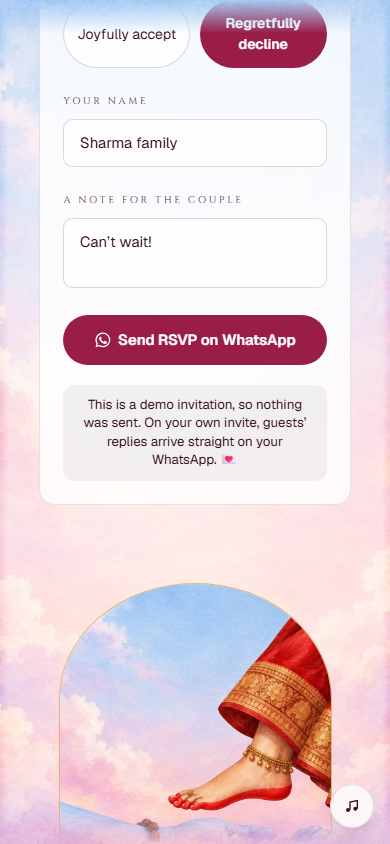 Joyfully accept
Regretfully
decline
YOUR NAME
Sharma family
A NOTE FOR THE COUPLE
Can’t wait!
Send RSVP on WhatsApp
This is a demo invitation, so nothing
was sent. On your own invite, guests’
replies arrive straight on your
WhatsApp. 💌